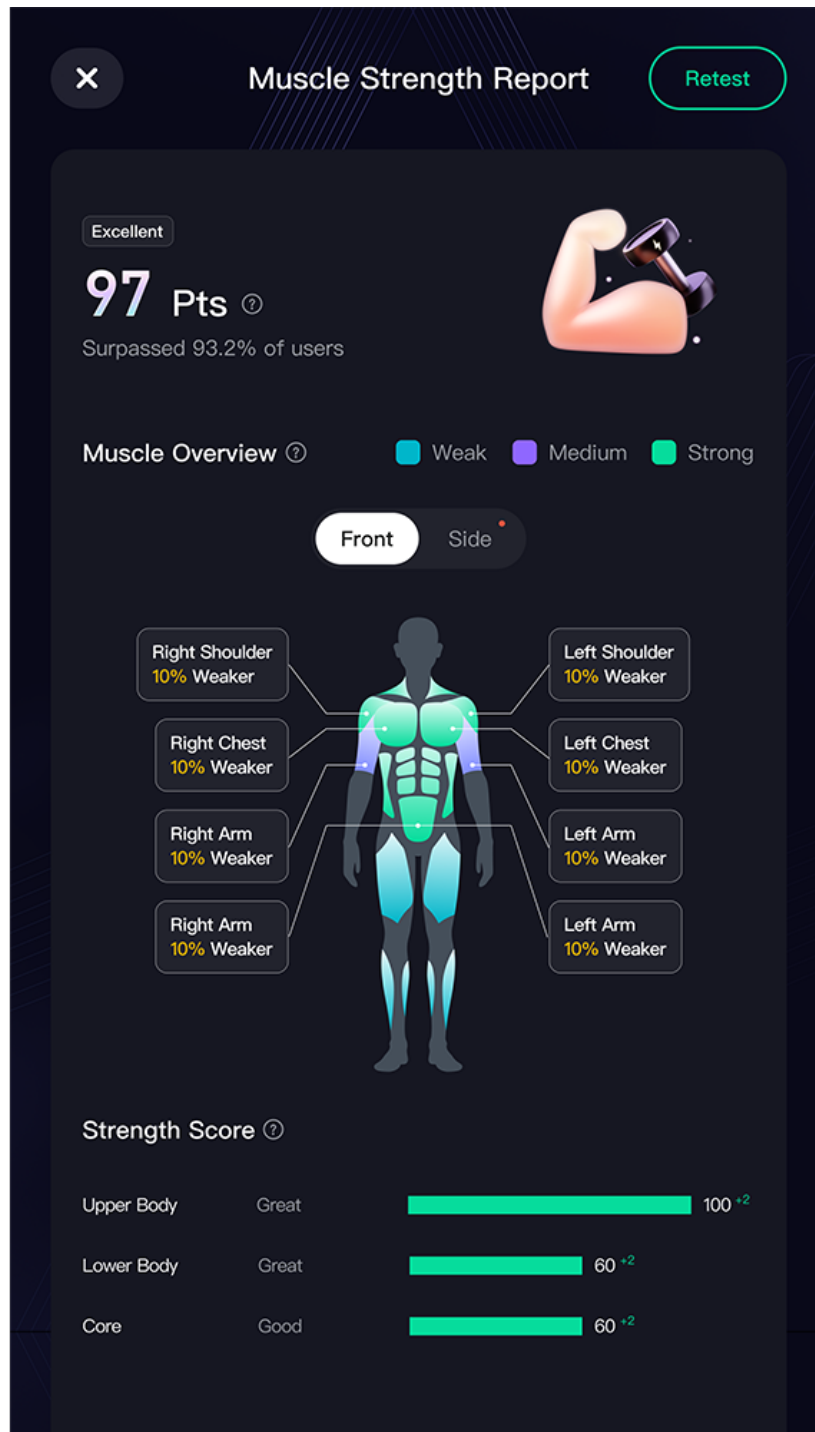 Muscle Strength Report
Retest
Excellent
97 Pts ?
Surpassed 93.2% of users
Muscle Overview ?
Weak
Medium
Strong
Front
Side
Right Shoulder
10% Weaker
Left Shoulder
10% Weaker
Right Chest
10% Weaker
Left Chest
10% Weaker
Right Arm
10% Weaker
Left Arm
10% Weaker
Right Arm
10% Weaker
Left Arm
10% Weaker
Strength Score ?
Upper Body Great 100 +2
Lower Body Great 60 +2
Core Good 60 +2